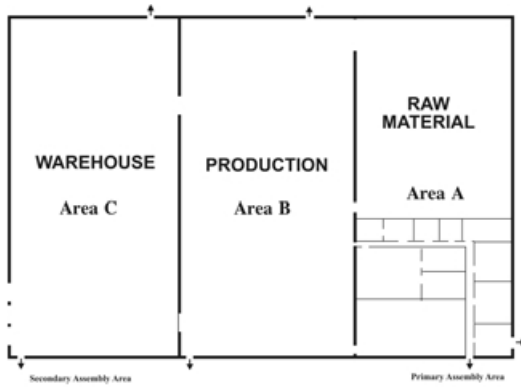 RAW
MATERIAL
WAREHOUSE
PRODUCTION
Area A
Area C
Area B
Secondary Assembly Area
Primary Assembly Area